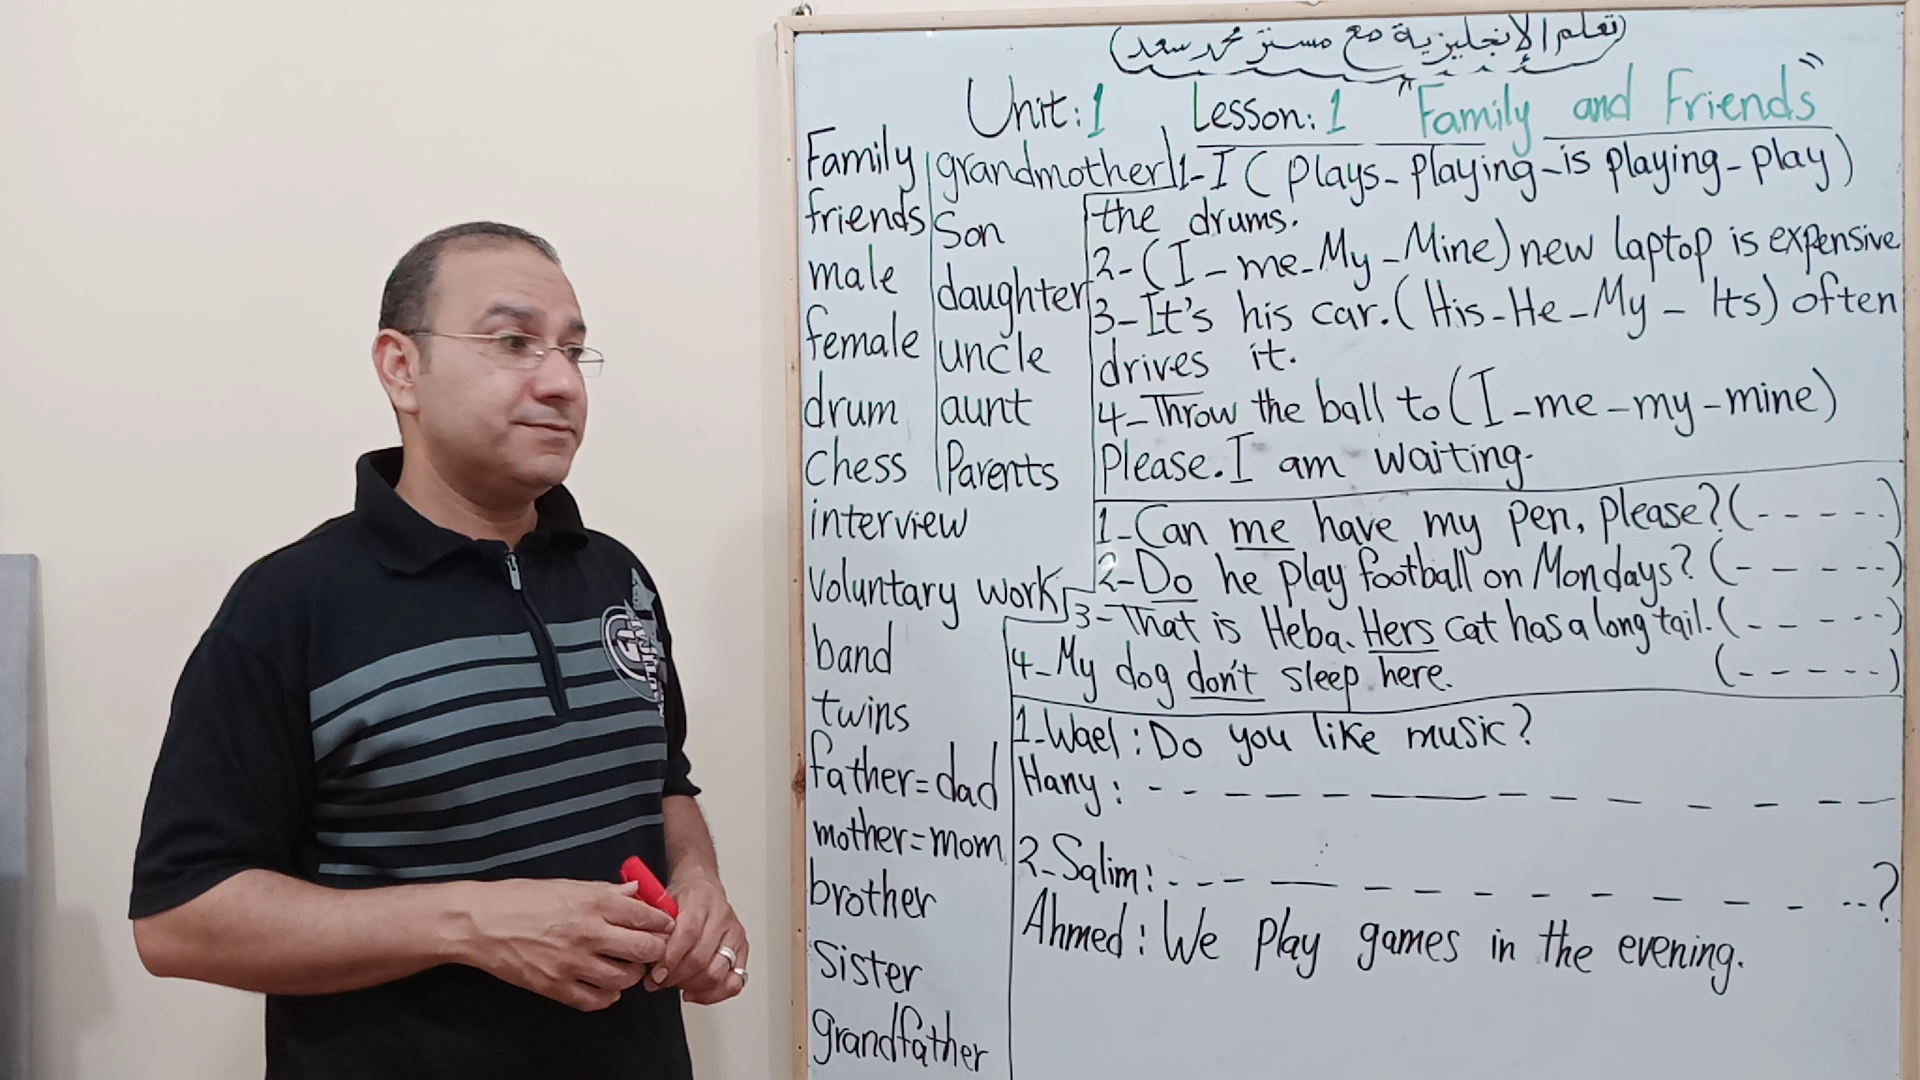 (تعلم الإنجليزية مع مستر محمد سعد)
Unit: 1 Lesson: 1 "Family and Friends"
Family
friends
male
female
drum
chess
interview
voluntary work
band
twins
father = dad
mother = mom
brother
Sister
grandfather
grandmother
Son
daughter
uncle
aunt
Parents
1- I ( plays - playing - is playing - play )
the drums.
2- ( I - me - My - Mine ) new laptop is expensive
3- It's his car. ( His - He - My - Its ) often
drives it.
4- Throw the ball to ( I - me - my - mine )
Please. I am waiting.
1- Can me have my pen, please? ( - - - - - )
2- Do he play football on Mondays? ( - - - - - )
3- That is Heba. Hers cat has a long tail. ( - - - - - )
4- My dog don't sleep here. ( - - - - - )
1- Wael : Do you like music?
Hany : - - - - - - - - - - - - - -
2- Salim : - - - - - - - - - - - - - - ?
Ahmed : We play games in the evening.